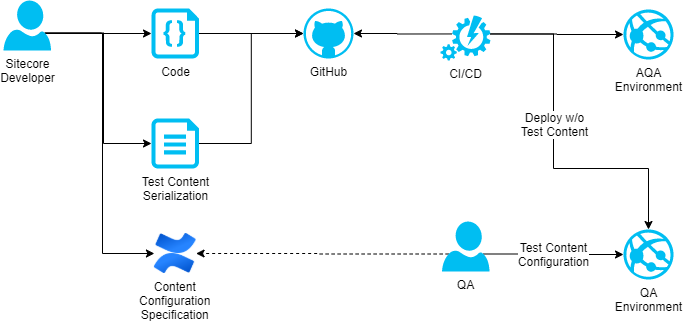 Sitecore
Developer
Code
GitHub
CI/CD
AQA
Environment
Deploy w/o
Test Content
Test Content
Serialization
Content
Configuration
Specification
QA
Test Content
Configuration
QA
Environment